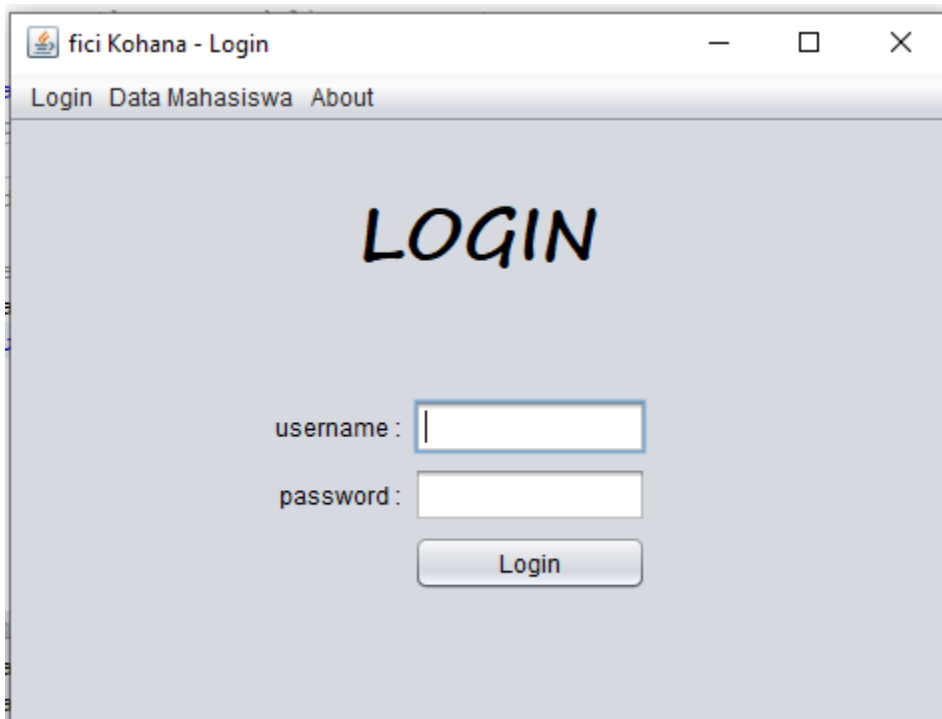 fici Kohana - Login
Login Data Mahasiswa About
LOGIN
username :
password :
Login